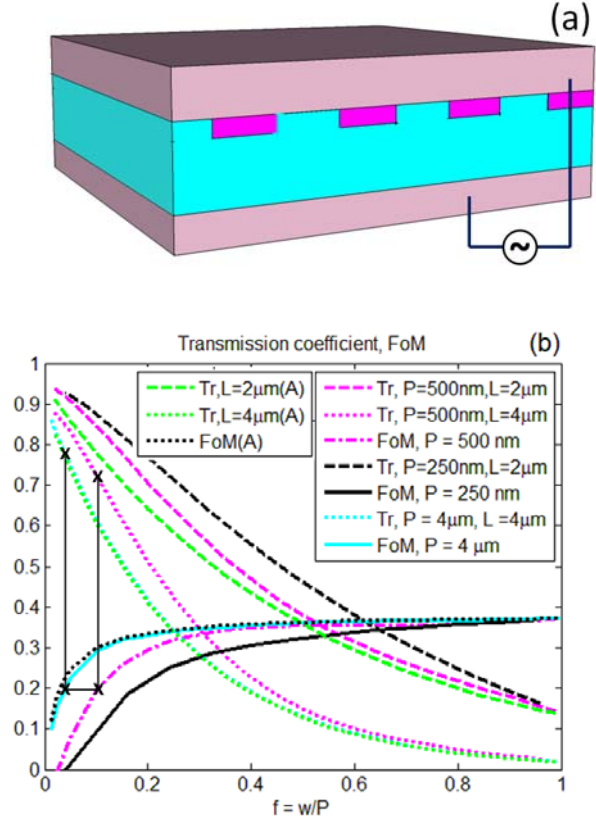 (a)
~
Transmission coefficient, FoM
(b)
1
0.9
0.8
0.7
0.6
0.5
0.4
0.3
0.2
0.1
0
Tr,L=2μm(A)
Tr,L=4μm(A)
FoM(A)
Tr, P=500nm,L=2μm
Tr, P=500nm,L=4μm
FoM, P = 500 nm
Tr, P=250nm,L=2μm
FoM, P = 250 nm
Tr, P = 4μm, L =4μm
FoM, P = 4 μm
0 0.2 0.4 0.6 0.8 1
f = w/P